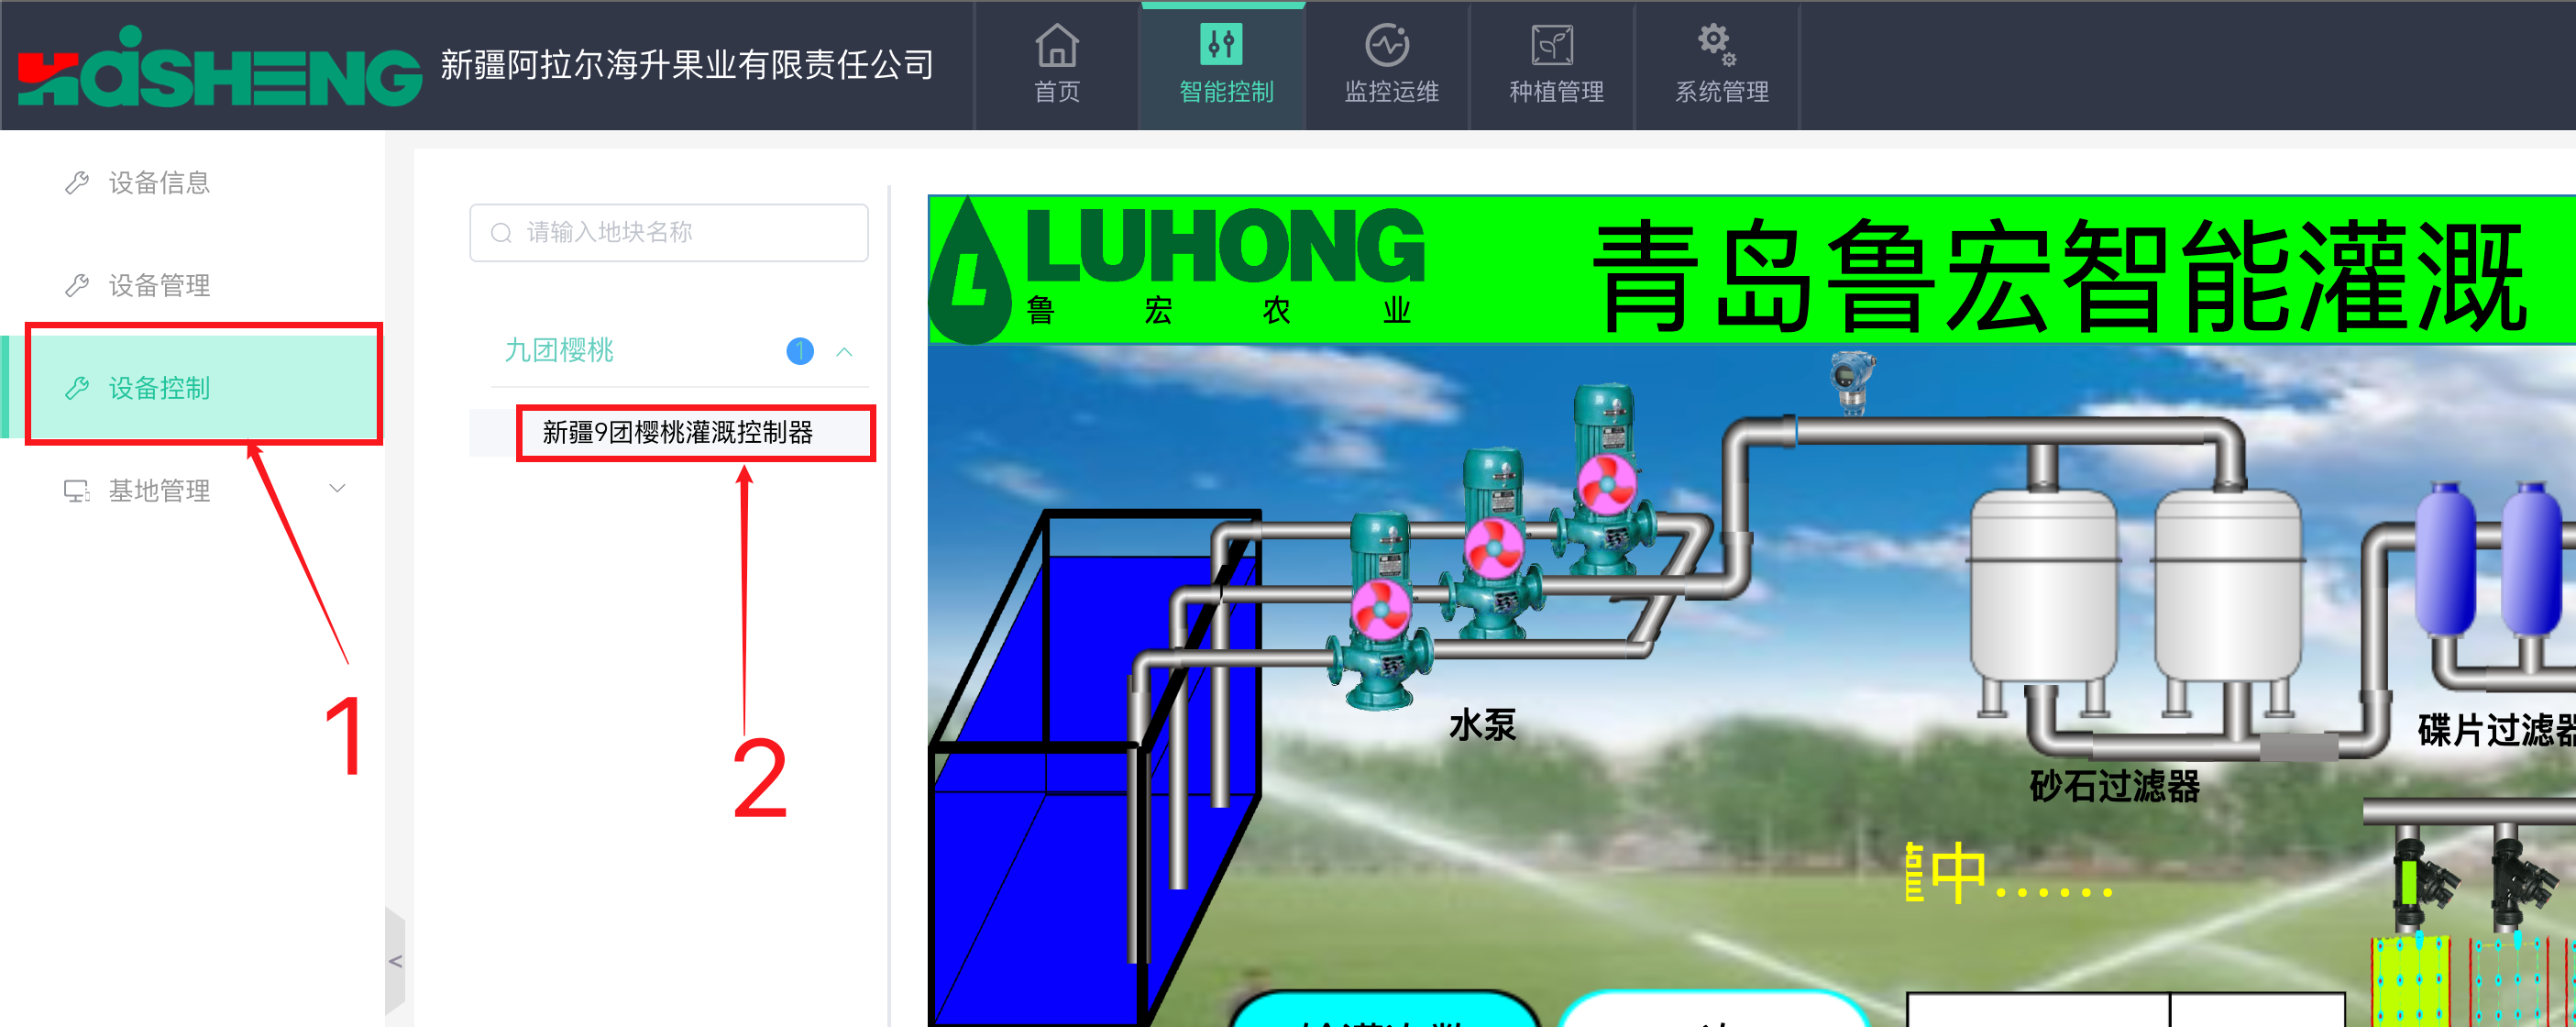 HAISHENG
新疆阿拉尔海升果业有限责任公司
首页
智能控制
监控运维
种植管理
系统管理
设备信息
设备管理
设备控制
基地管理
请输入地块名称
九团樱桃
1
新疆9团樱桃灌溉控制器
1
2
<
L
LUHONG
鲁宏农业
青岛鲁宏智能灌溉
水泵
砂石过滤器
碟片过滤器
中......